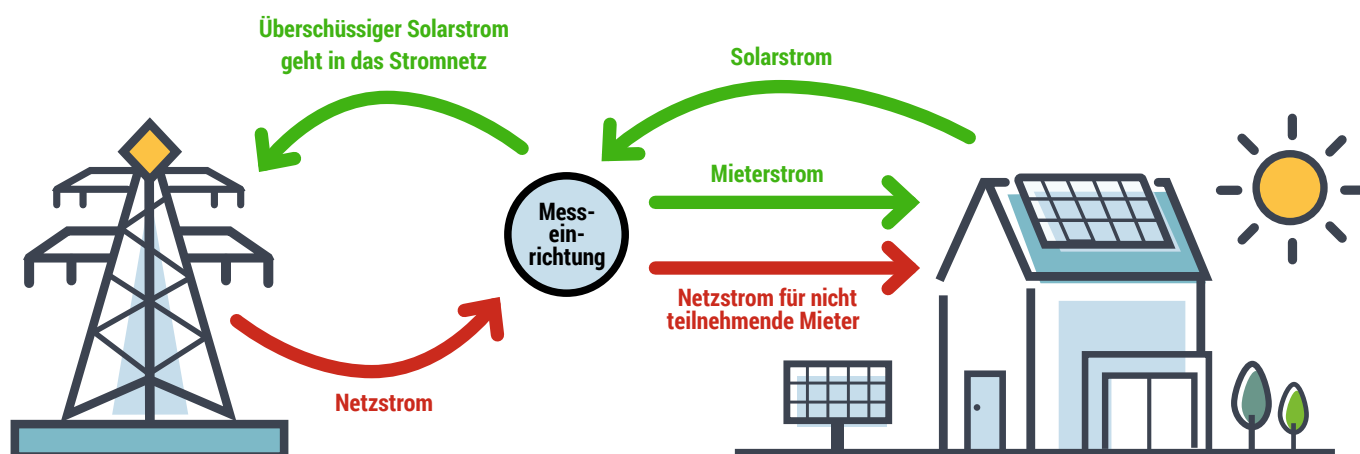 Überschüssiger Solarstrom
geht in das Stromnetz
Solarstrom
Mieterstrom
Mess-
ein-
richtung
Netzstrom für nicht
teilnehmende Mieter
Netzstrom